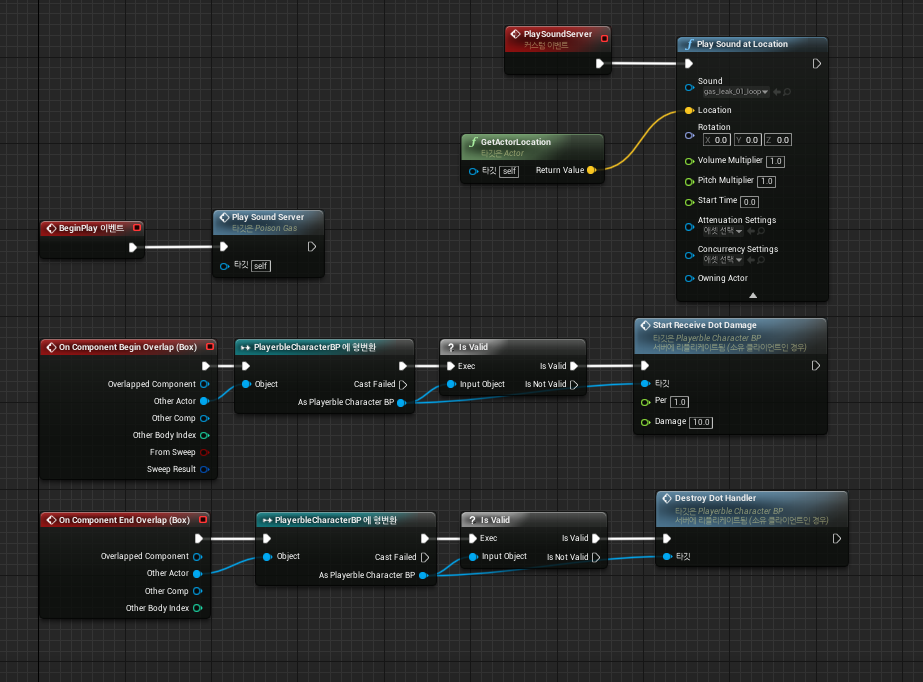 PlaySoundServer
커스텀 이벤트
Play Sound at Location
Sound
gas_leak_01_loop
Location
Rotation
X 0.0 Y 0.0 Z 0.0
Volume Multiplier 1.0
Pitch Multiplier 1.0
Start Time 0.0
Attenuation Settings
애셋 선택
Concurrency Settings
애셋 선택
Owning Actor
GetActorLocation
타깃은 Actor
타깃 self Return Value
BeginPlay 이벤트
Play Sound Server
타깃은 Poison Gas
타깃 self
On Component Begin Overlap (Box)
Overlapped Component
Other Actor
Other Comp
Other Body Index
From Sweep
Sweep Result
PlayerbleCharacterBP 에 형변환
Object Cast Failed
As Playerble Character BP
? Is Valid
Exec Is Valid
Input Object Is Not Valid
Start Receive Dot Damage
타깃은 Playerble Character BP
서버에 리플리케이트됨 (소유 클라이언트인 경우)
타깃
Per 1.0
Damage 10.0
On Component End Overlap (Box)
Overlapped Component
Other Actor
Other Comp
Other Body Index
PlayerbleCharacterBP 에 형변환
Object Cast Failed
As Playerble Character BP
? Is Valid
Exec Is Valid
Input Object Is Not Valid
Destroy Dot Handler
타깃은 Playerble Character BP
서버에 리플리케이트됨 (소유 클라이언트인 경우)
타깃